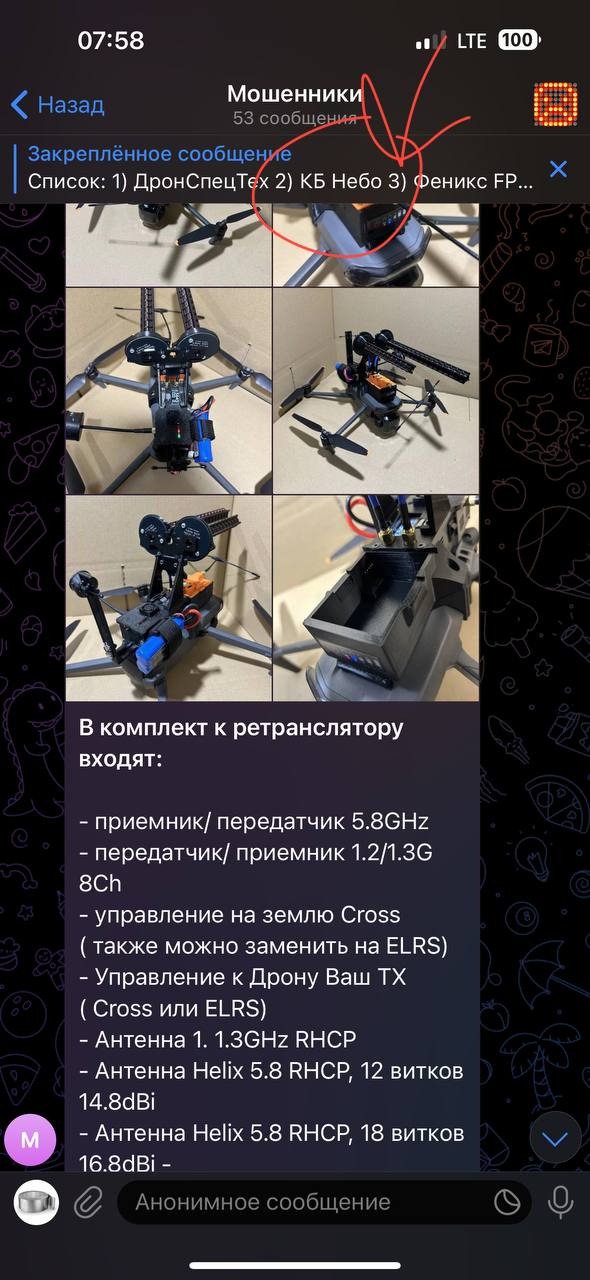 07:58
LTE 100
Назад
Мошенники
53 сообщения
Закреплённое сообщение
Список: 1) ДронСпецТех 2) КБ Небо 3) Феникс FP...
В комплект к ретранслятору
входят:
- приемник/ передатчик 5.8GHz
- передатчик/ приемник 1.2/1.3G
8Ch
- управление на землю Cross
( также можно заменить на ELRS)
- Управление к Дрону Ваш TX
( Cross или ELRS)
- Антенна 1. 1.3GHz RHCP
- Антенна Helix 5.8 RHCP, 12 витков
14.8dBi
- Антенна Helix 5.8 RHCP, 18 витков
16.8dBi -
М
Анонимное сообщение